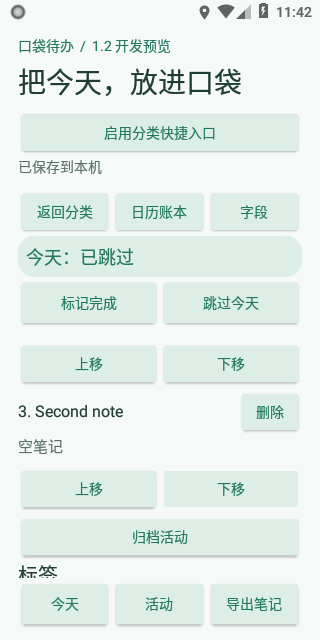 11:42
口袋待办 / 1.2 开发预览
把今天，放进口袋
启用分类快捷入口
已保存到本机
返回分类 日历账本 字段
今天：已跳过
标记完成 跳过今天
上移 下移
3. Second note 删除
空笔记
上移 下移
归档活动
标签
今天 活动 导出笔记